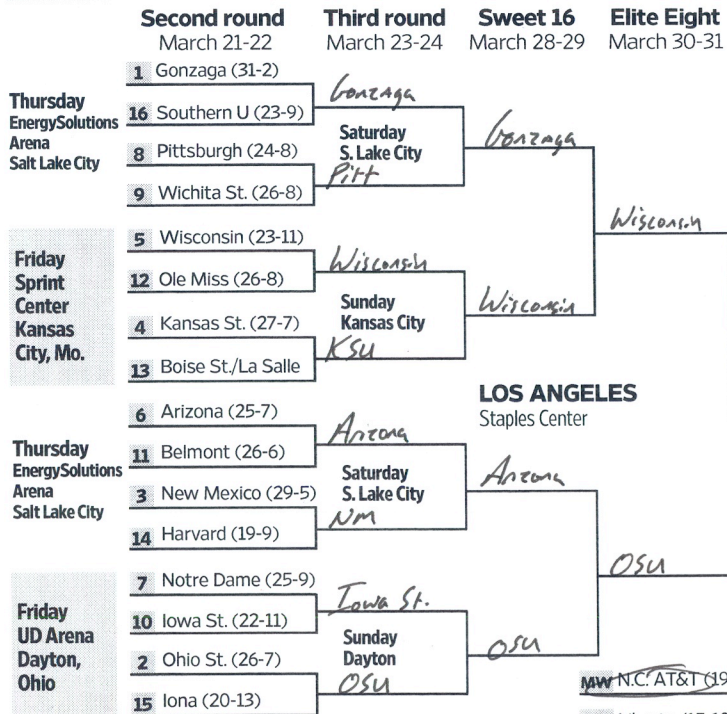 Second round Third round Sweet 16 Elite Eight
March 21-22 March 23-24 March 28-29 March 30-31
Thursday
EnergySolutions
Arena
Salt Lake City
1 Gonzaga (31-2)
16 Southern U (23-9)
8 Pittsburgh (24-8)
9 Wichita St. (26-8)
Gonzaga
Saturday
S. Lake City
Pitt
Gonzaga
Friday
Sprint
Center
Kansas
City, Mo.
5 Wisconsin (23-11)
12 Ole Miss (26-8)
4 Kansas St. (27-7)
13 Boise St./La Salle
Wisconsin
Sunday
Kansas City
KSU
Wisconsin
Wisconsin
LOS ANGELES
Staples Center
Thursday
EnergySolutions
Arena
Salt Lake City
6 Arizona (25-7)
11 Belmont (26-6)
3 New Mexico (29-5)
14 Harvard (19-9)
Arizona
Saturday
S. Lake City
NM
Arizona
Friday
UD Arena
Dayton,
Ohio
7 Notre Dame (25-9)
10 Iowa St. (22-11)
2 Ohio St. (26-7)
15 Iona (20-13)
Iowa St.
Sunday
Dayton
OSU
OSU
OSU
MW N.C. AT&T (19